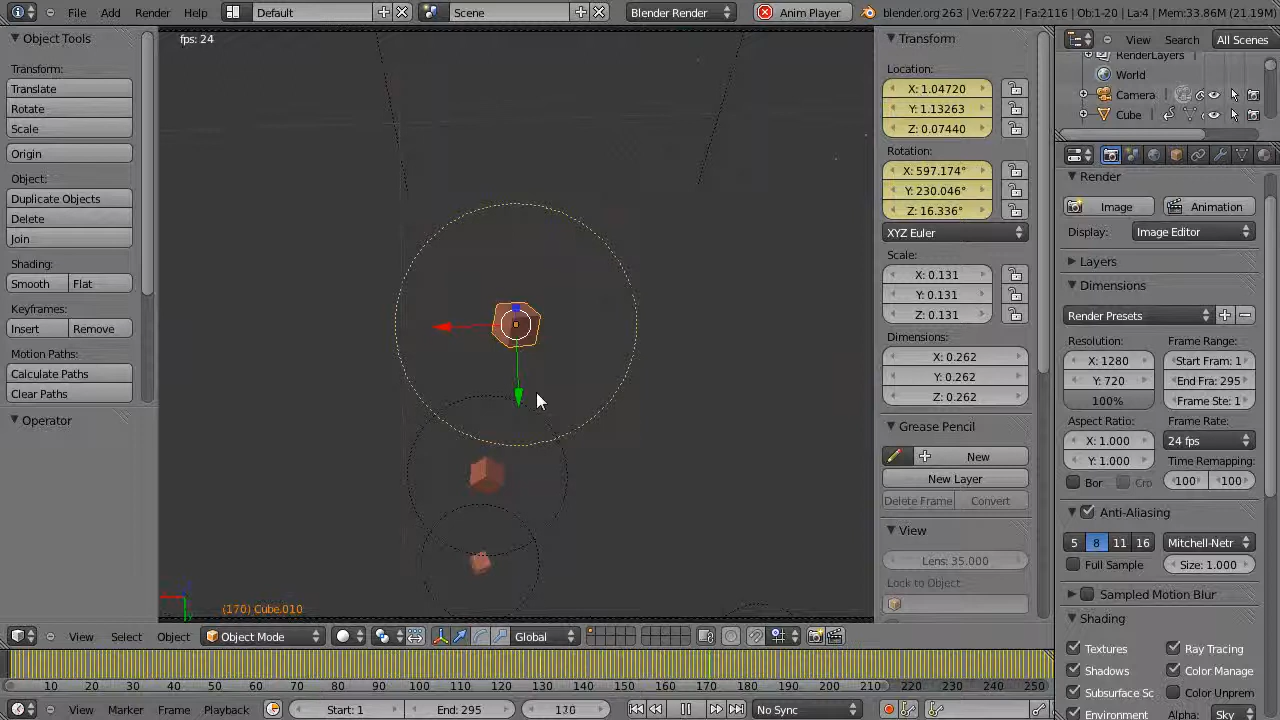 File Add Render Help Default Scene Blender Render Anim Player blender.org 263 | Ve:6722 | Fa:2116 | Ob:1-20 | La:4 | Mem:33.86M (21.19M)
Object Tools
Transform:
Translate
Rotate
Scale
Origin
Object:
Duplicate Objects
Delete
Join
Shading:
Smooth Flat
Keyframes:
Insert Remove
Motion Paths:
Calculate Paths
Clear Paths
Operator
fps: 24
(170) Cube.010
Transform
Location:
X: 1.04720
Y: 1.13263
Z: 0.07440
Rotation:
X: 597.174°
Y: 230.046°
Z: 16.336°
XYZ Euler
Scale:
X: 0.131
Y: 0.131
Z: 0.131
Dimensions:
X: 0.262
Y: 0.262
Z: 0.262
Grease Pencil
New
New Layer
Delete Frame Convert
View
Lens: 35.000
Lock to Object
View Search All Scenes
RenderLayers
World
Camera
Cube
Render
Image Animation
Display: Image Editor
Layers
Dimensions
Render Presets
Resolution: Frame Range:
X: 1280 Start Fram: 1
Y: 720 End Fra: 295
100% Frame Ste: 1
Aspect Ratio: Frame Rate:
X: 1.000 24 fps
Y: 1.000 Time Remapping:
Bor Cro 100 100
Anti-Aliasing
5 8 11 16 Mitchell-Netr
Full Sample Size: 1.000
Sampled Motion Blur
Shading
Textures Ray Tracing
Shadows Color Manage
Subsurface Sc Color Unprem
Environment Alpha: Sky
View Select Object Object Mode Global
10 20 30 40 50 60 70 80 90 100 110 120 130 140 150 160 170 180 190 200 210 220 230 240 250
View Marker Frame Playback Start: 1 End: 295 170 No Sync